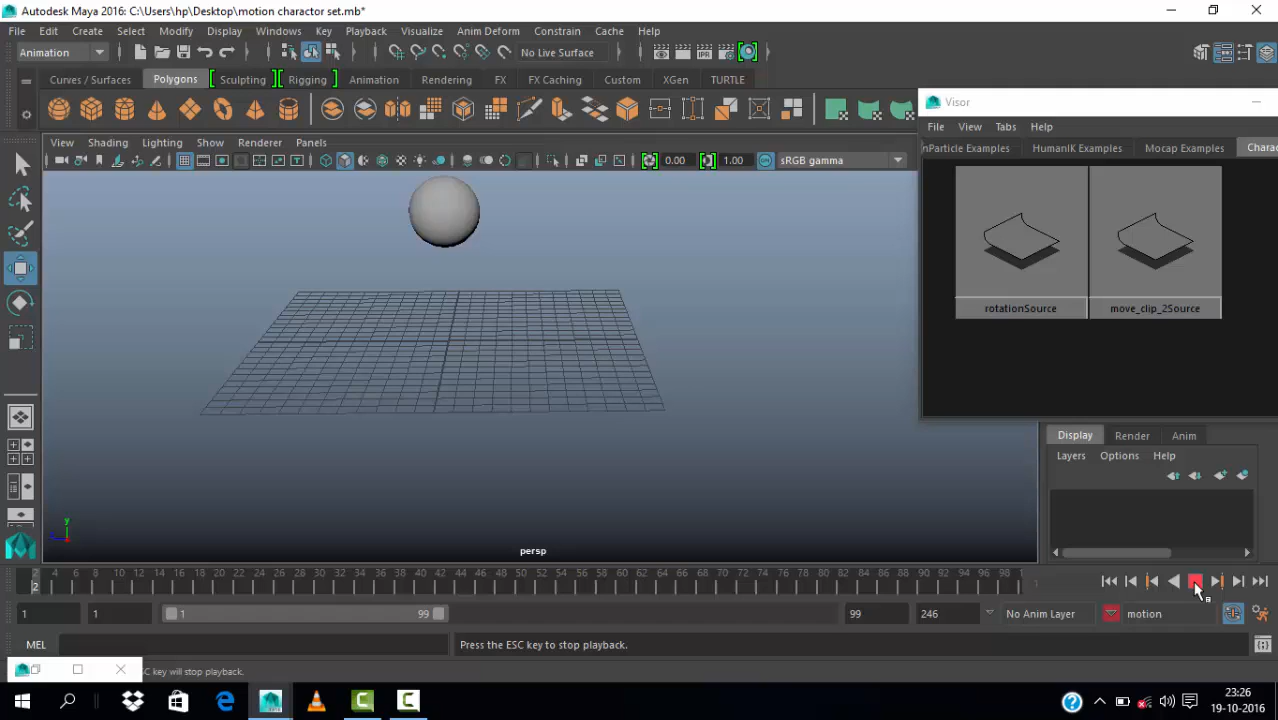 Autodesk Maya 2016: C:\Users\hp\Desktop\motion charactor set.mb*
File Edit Create Select Modify Display Windows Key Playback Visualize Anim Deform Constrain Cache Help
Animation No Live Surface IPR
Curves / Surfaces Polygons Sculpting Rigging Animation Rendering FX FX Caching Custom XGen TURTLE
Visor
File View Tabs Help
nParticle Examples HumanIK Examples Mocap Examples Charac
View Shading Lighting Show Renderer Panels
0.00 1.00 sRGB gamma
rotationSource move_clip_2Source
Display Render Anim
Layers Options Help
y
persp
2 4 6 8 10 12 14 16 18 20 22 24 26 28 30 32 34 36 38 40 42 44 46 48 50 52 54 56 58 60 62 64 66 68 70 72 74 76 78 80 82 84 86 88 90 92 94 96 98 1
2
1 1 1 99 99 246 No Anim Layer motion
MEL Press the ESC key to stop playback.
SC key will stop playback.
23:26
19-10-2016